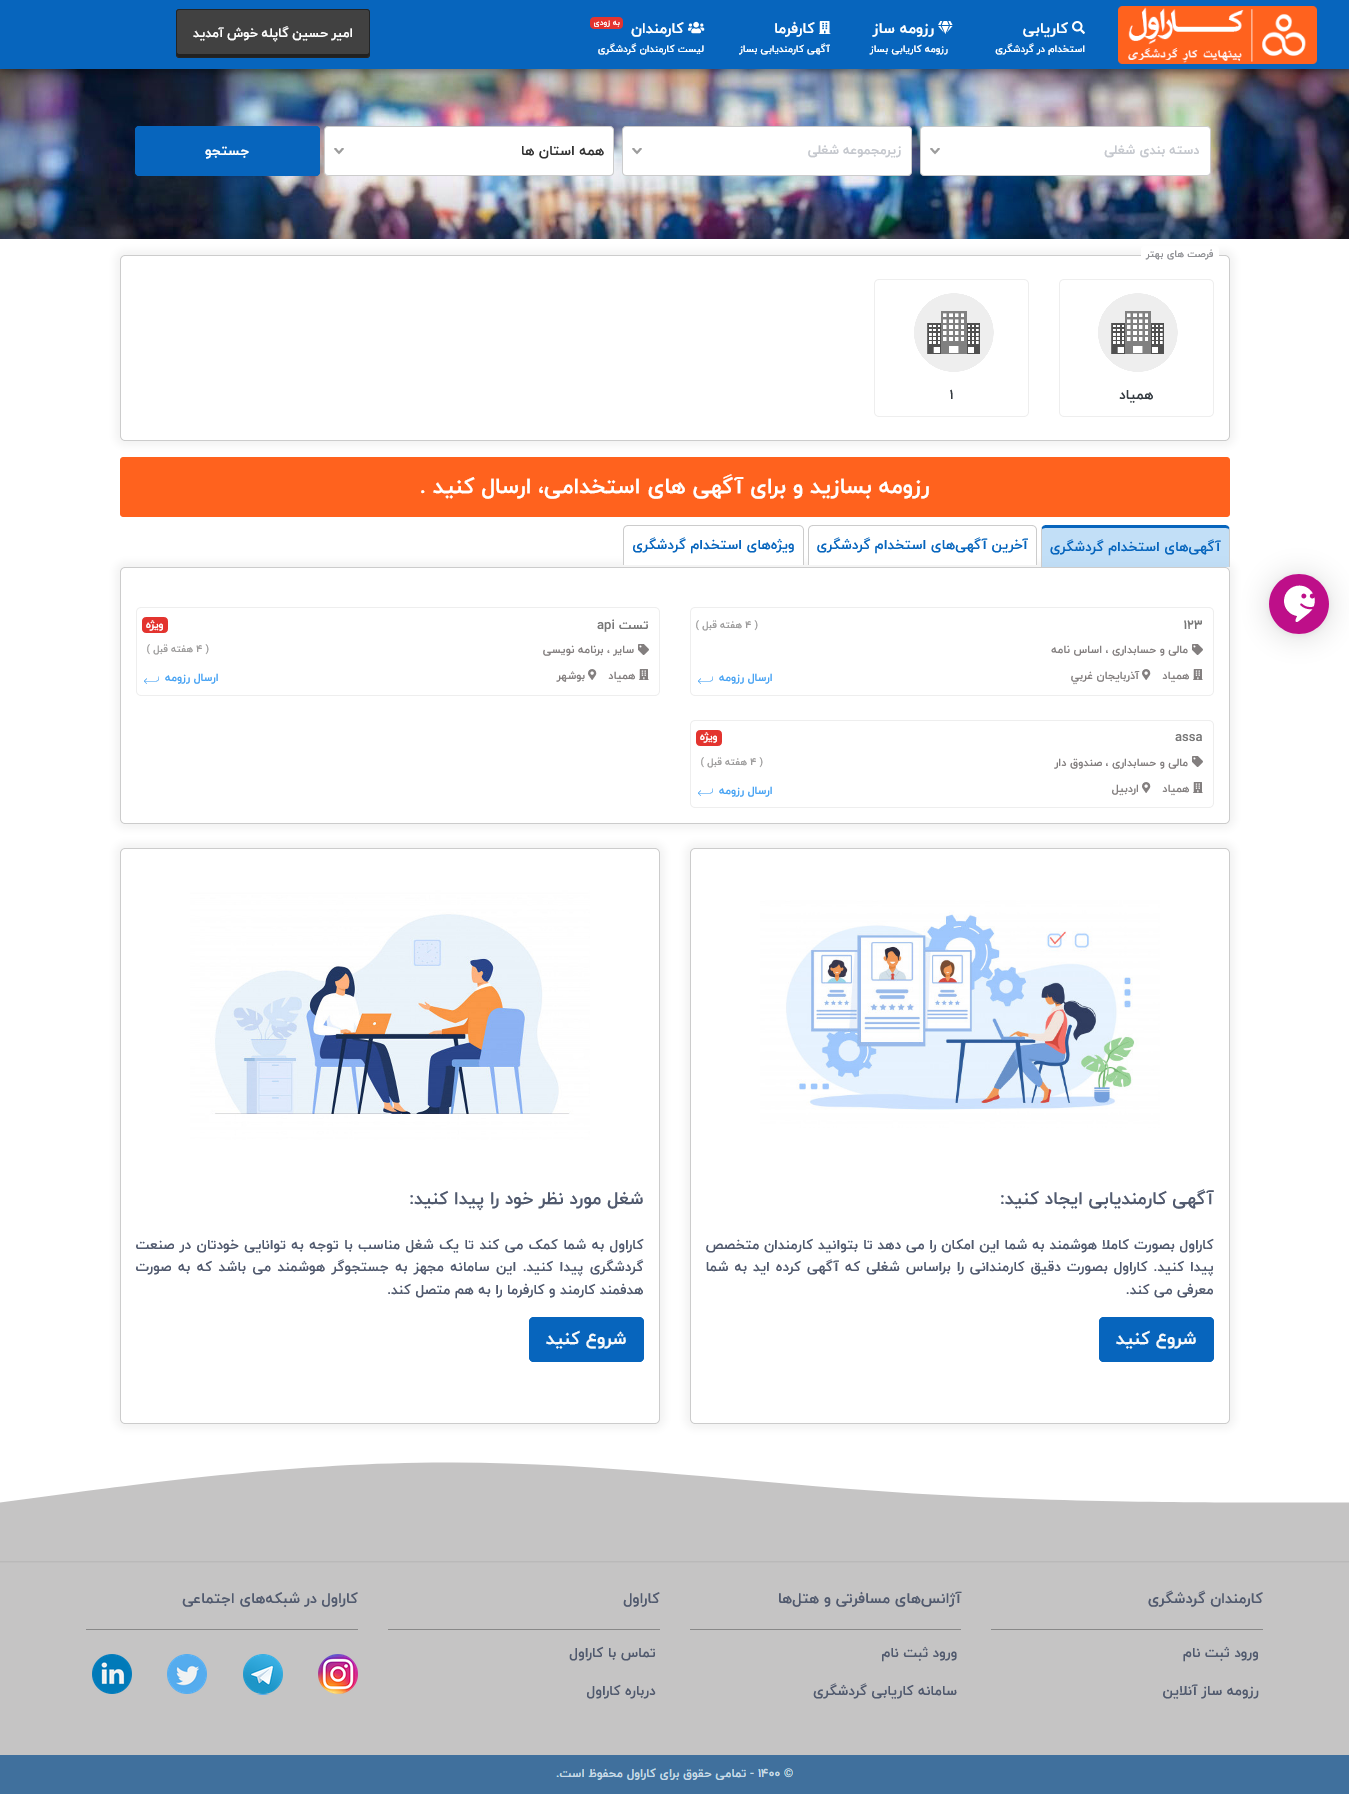 کاراوِل
بینهایت کار گردشگری
کاریابی
استخدام در گردشگری
رزومه ساز
رزومه کاریابی بساز
کارفرما
آگهی کارمندیابی بساز
کارمندان به زودی
لیست کارمندان گردشگری
امیر حسین گاپله خوش آمدید
دسته بندی شغلی
زیرمجموعه شغلی
همه استان ها
جستجو
فرصت های بهتر
همیاد
۱
رزومه بسازید و برای آگهی های استخدامی، ارسال کنید .
آگهی‌های استخدام گردشگری
آخرین آگهی‌های استخدام گردشگری
ویژه‌های استخدام گردشگری
۱۲۳
( ۴ هفته قبل )
مالی و حسابداری ، اساس نامه
همیاد آذربایجان غربي
ارسال رزومه
تست api
ویژه
سایر ، برنامه نویسی
( ۴ هفته قبل )
همیاد بوشهر
ارسال رزومه
assa
ویژه
مالی و حسابداری ، صندوق دار
( ۴ هفته قبل )
همیاد اردبیل
ارسال رزومه
آگهی کارمندیابی ایجاد کنید:
کاراول بصورت کاملا هوشمند به شما این امکان را می دهد تا بتوانید کارمندان متخصص
پیدا کنید. کاراول بصورت دقیق کارمندانی را براساس شغلی که آگهی کرده اید به شما
معرفی می کند.
شروع کنید
شغل مورد نظر خود را پیدا کنید:
کاراول به شما کمک می کند تا یک شغل مناسب با توجه به توانایی خودتان در صنعت
گردشگری پیدا کنید. این سامانه مجهز به جستجوگر هوشمند می باشد که به صورت
هدفمند کارمند و کارفرما را به هم متصل کند.
شروع کنید
کارمندان گردشگری
ورود ثبت نام
رزومه ساز آنلاین
آژانس‌های مسافرتی و هتل‌ها
ورود ثبت نام
سامانه کاریابی گردشگری
کاراول
تماس با کاراول
درباره کاراول
کاراول در شبکه‌های اجتماعی
© ۱۴۰۰ - تمامی حقوق برای کاراول محفوظ است.